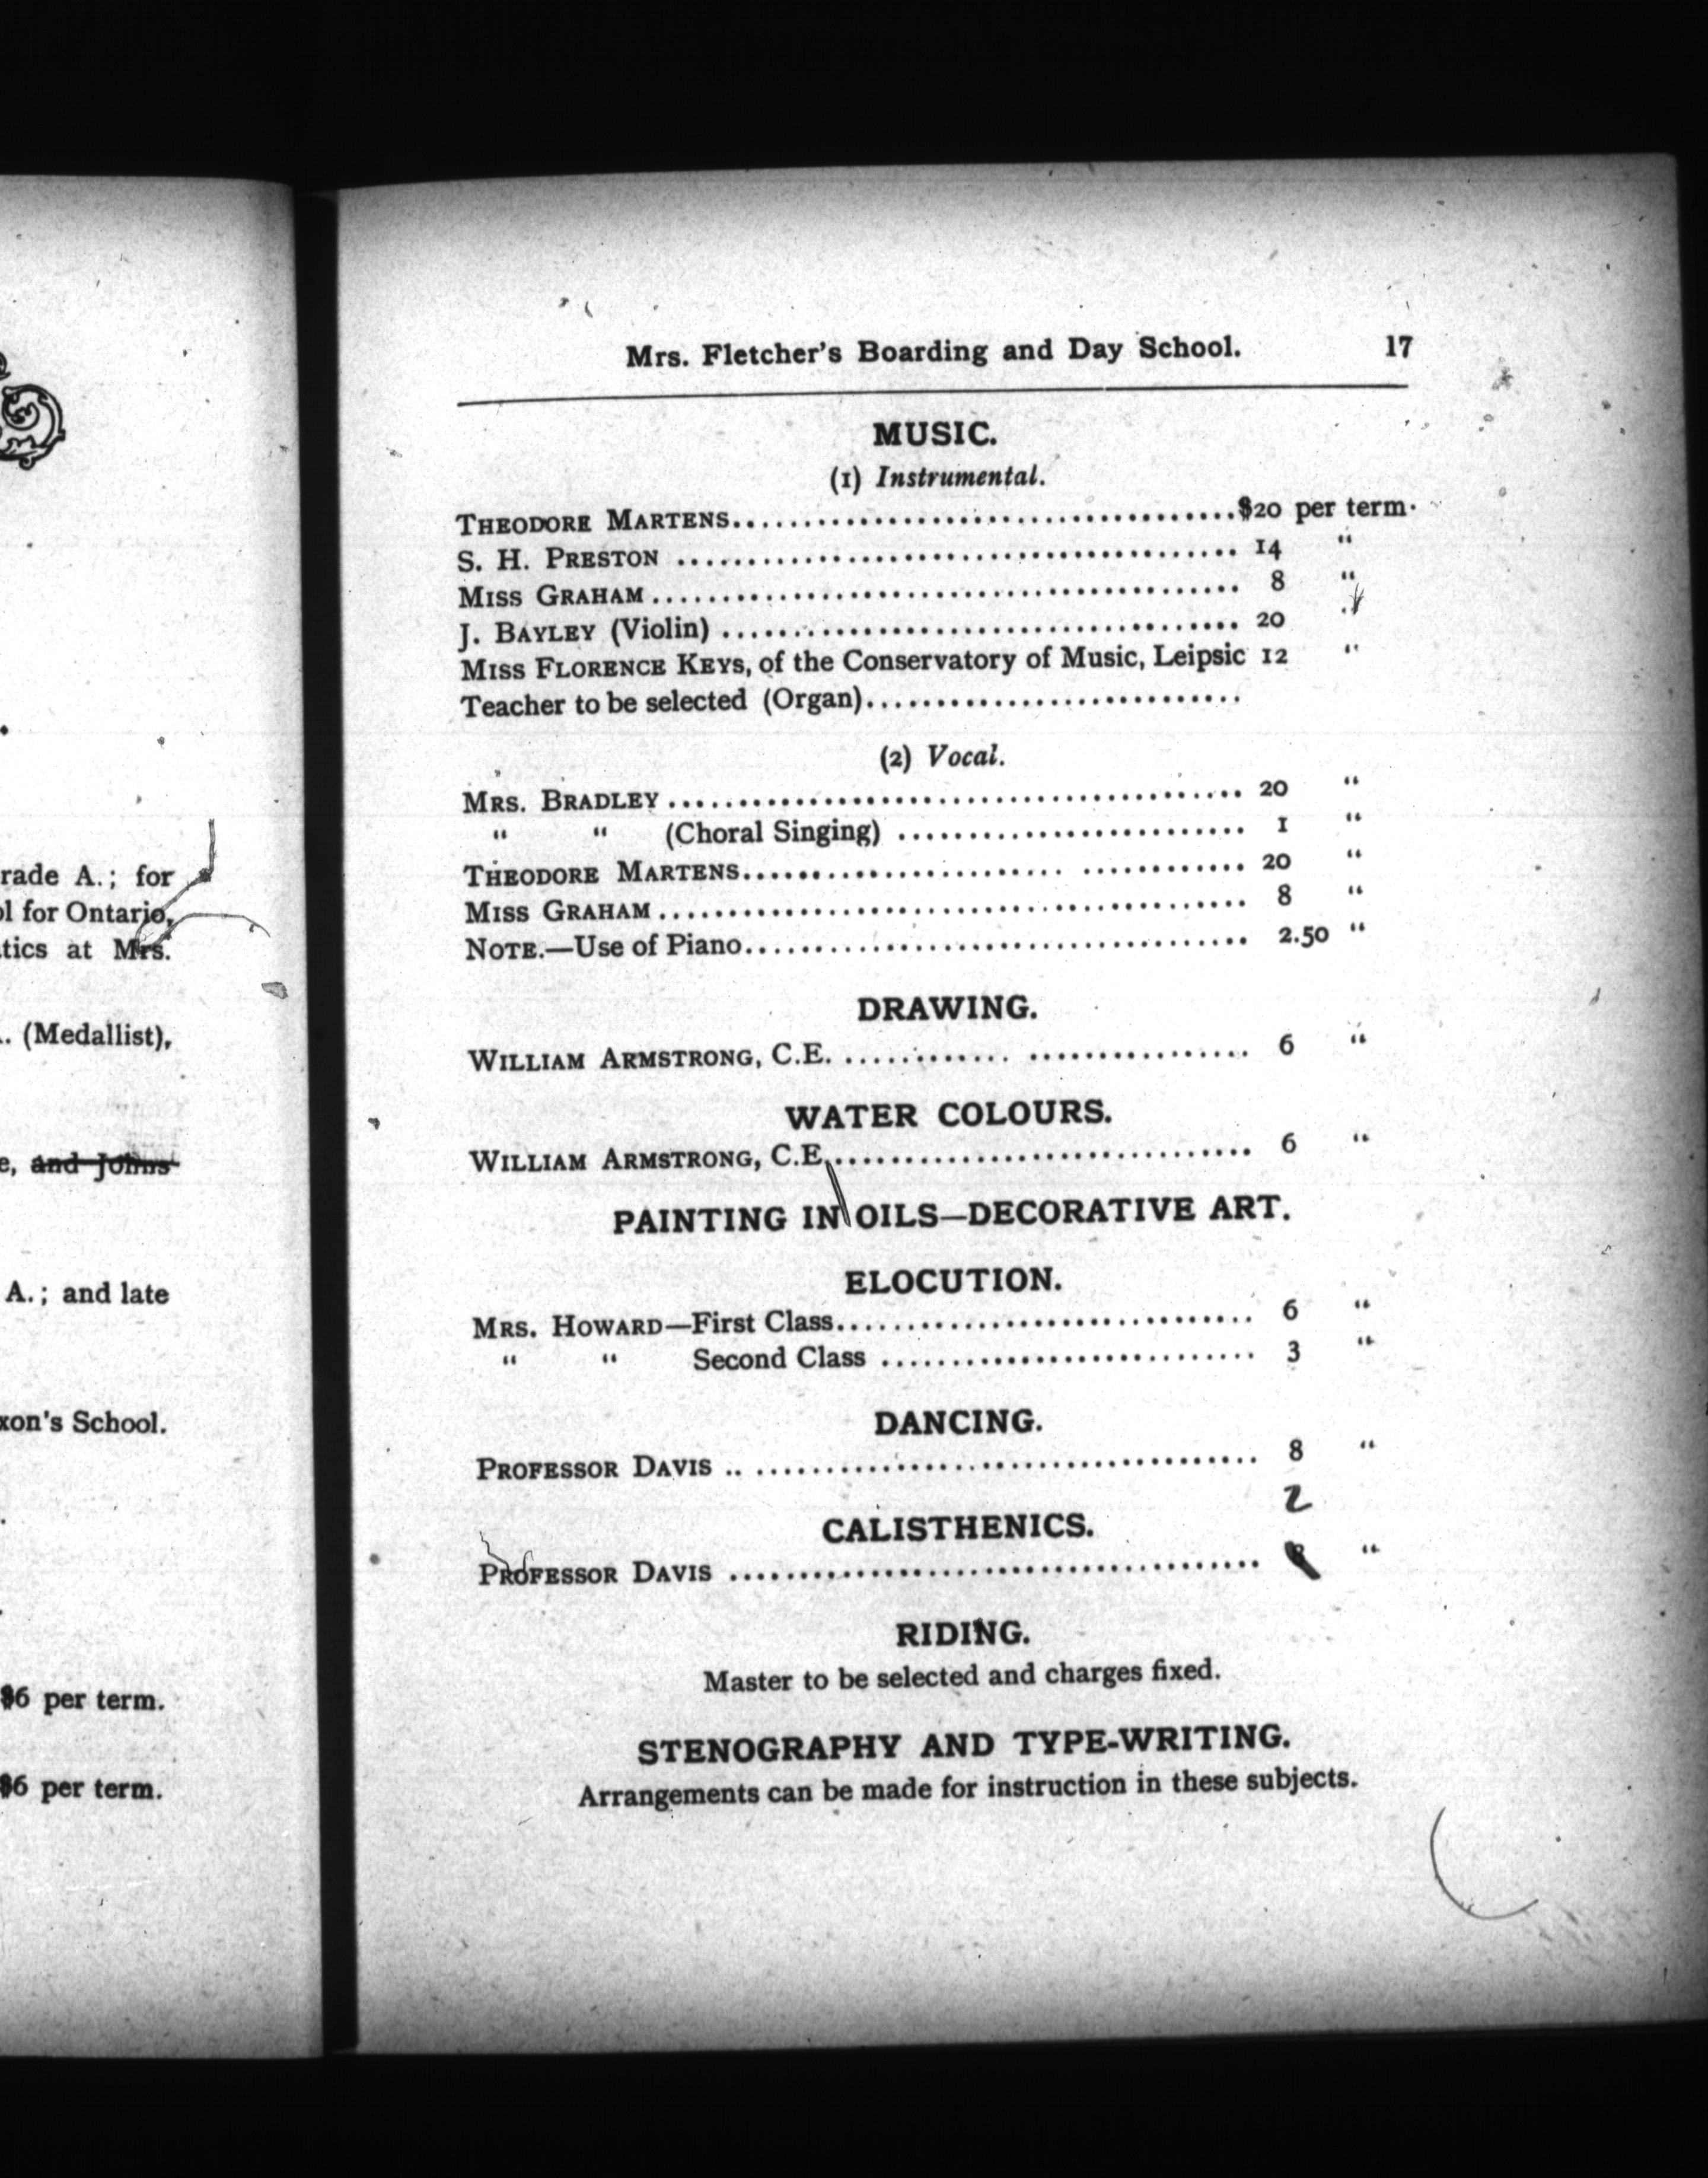 rade A.; for
l for Ontario,
tics at Mrs.
. (Medallist),
e, and Johns
A.; and late
xon's School.
$6 per term.
$6 per term.
Mrs. Fletcher's Boarding and Day School. 17
MUSIC.
(1) Instrumental.
THEODORE MARTENS.................................$20 per term.
S. H. PRESTON ................................. 14 "
MISS GRAHAM................................. 8 "
J. BAYLEY (Violin) ................................. 20 "
MISS FLORENCE KEYS, of the Conservatory of Music, Leipsic 12 "
Teacher to be selected (Organ)...........................
(2) Vocal.
MRS. BRADLEY................................. 20 "
" " (Choral Singing) ......................... 1 "
THEODORE MARTENS................................. 20 "
MISS GRAHAM................................. 8 "
NOTE.—Use of Piano................................. 2.50 "
DRAWING.
WILLIAM ARMSTRONG, C.E. ............................ 6 "
WATER COLOURS.
WILLIAM ARMSTRONG, C.E.............................. 6 "
PAINTING IN OILS—DECORATIVE ART.
ELOCUTION.
MRS. HOWARD—First Class.............................. 6 "
" " Second Class ........................... 3 "
DANCING.
PROFESSOR DAVIS .. ................................. 8 "
2
CALISTHENICS.
PROFESSOR DAVIS ................................. "
RIDING.
Master to be selected and charges fixed.
STENOGRAPHY AND TYPE-WRITING.
Arrangements can be made for instruction in these subjects.